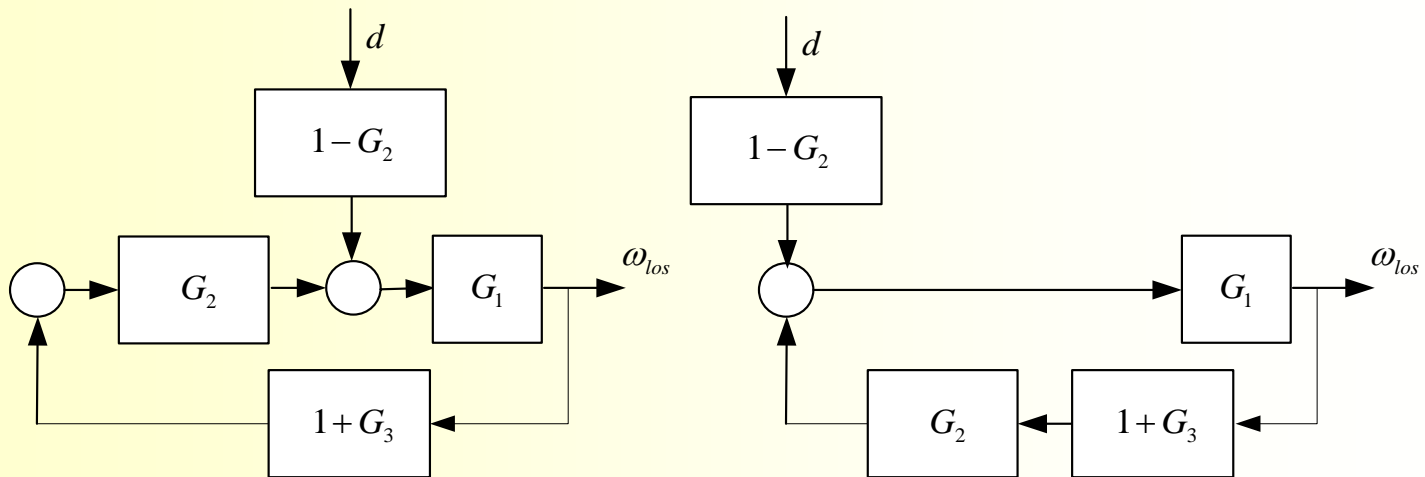 d
1 − G₂
G₂
G₁
ω_los
1 + G₃
d
1 − G₂
G₁
ω_los
G₂
1 + G₃